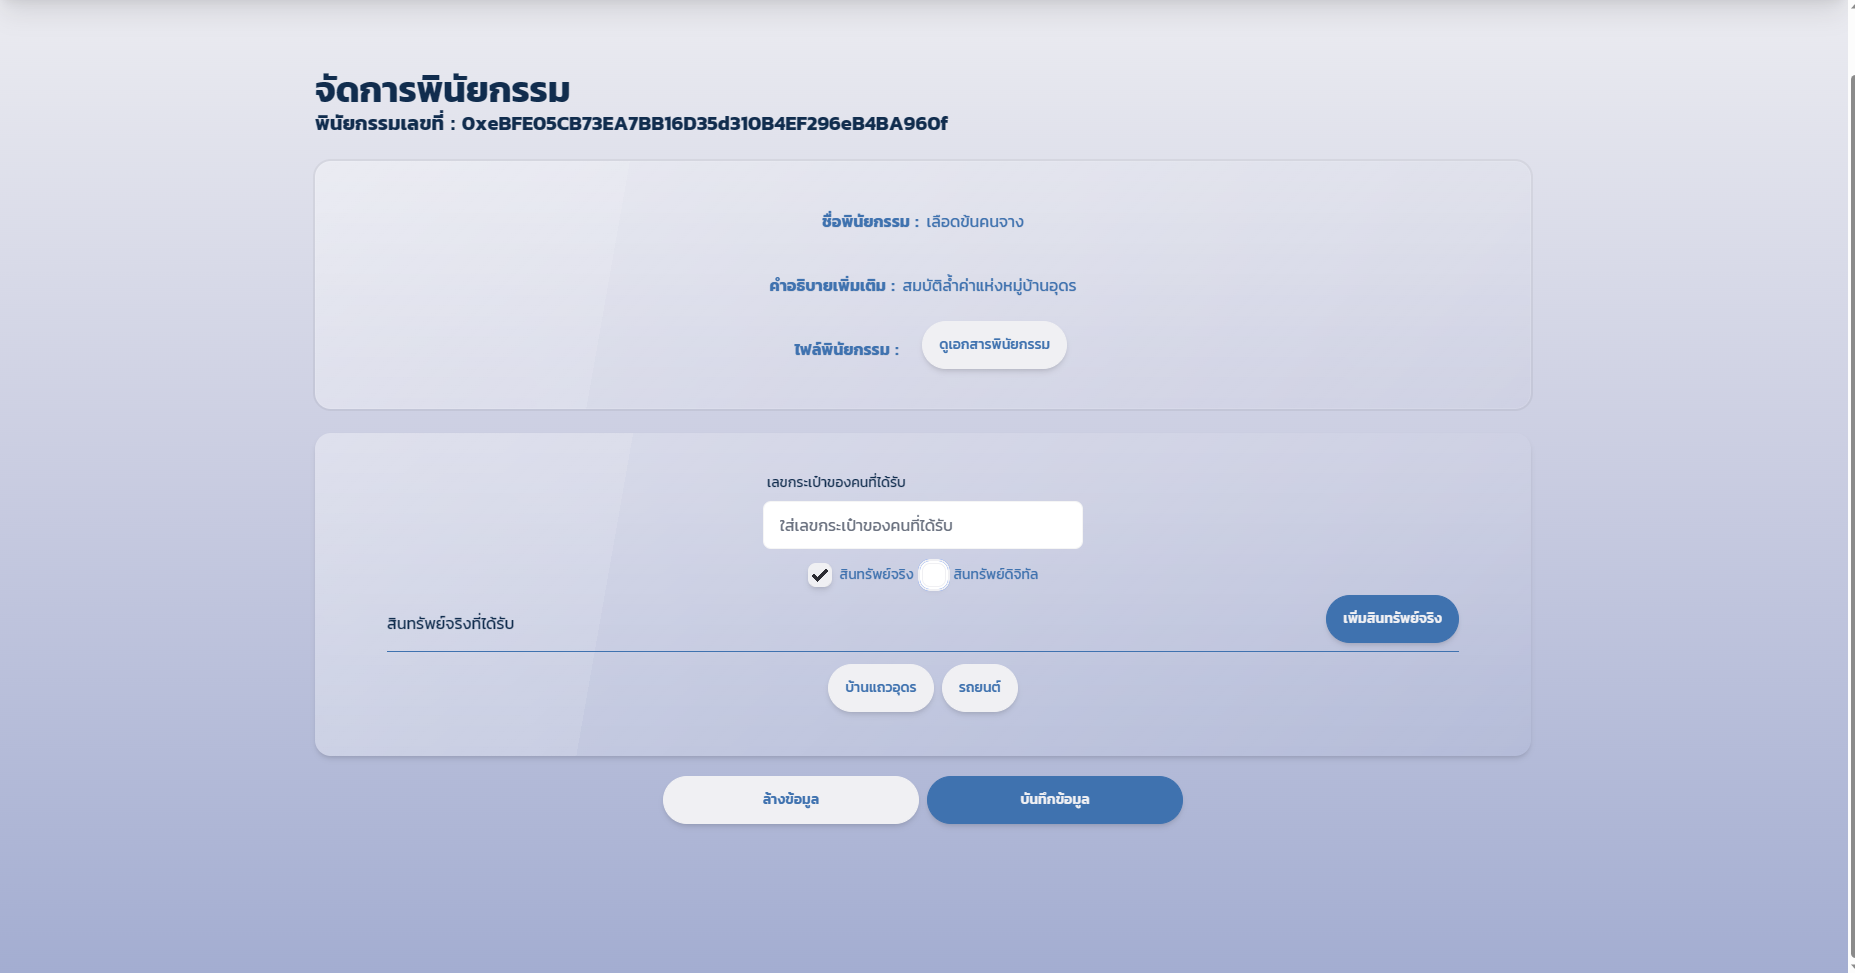 จัดการพินัยกรรม
พินัยกรรมเลขที่ : 0xeBFE05CB73EA7BB16D35d310B4EF296eB4BA960f
ชื่อพินัยกรรม : เลือดข้นคนจาง
คำอธิบายเพิ่มเติม : สมบัติล้ำค่าแห่งหมู่บ้านอุดร
ไฟล์พินัยกรรม : ดูเอกสารพินัยกรรม
เลขกระเป๋าของคนที่ได้รับ
ใส่เลขกระเป๋าของคนที่ได้รับ
สินทรัพย์จริง สินทรัพย์ดิจิทัล
สินทรัพย์จริงที่ได้รับ เพิ่มสินทรัพย์จริง
บ้านแถวอุดร รถยนต์
ล้างข้อมูล บันทึกข้อมูล